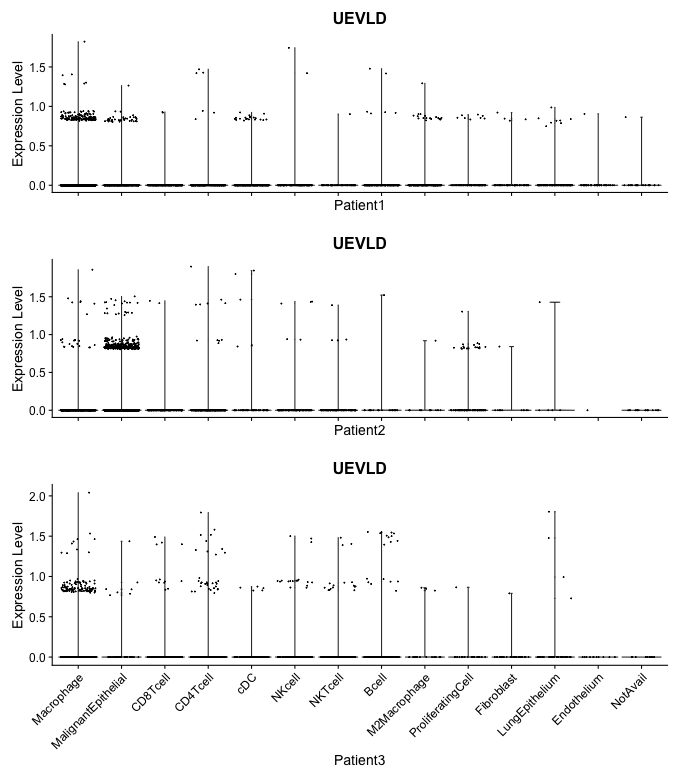 UEVLD
Expression Level
1.5
1.0
0.5
0.0
Patient1
UEVLD
Expression Level
1.5
1.0
0.5
0.0
Patient2
UEVLD
Expression Level
2.0
1.5
1.0
0.5
0.0
Macrophage
MalignantEpithelial
CD8Tcell
CD4Tcell
cDC
NKcell
NKTcell
Bcell
M2Macrophage
ProliferatingCell
Fibroblast
LungEpithelium
Endothelium
NotAvail
Patient3